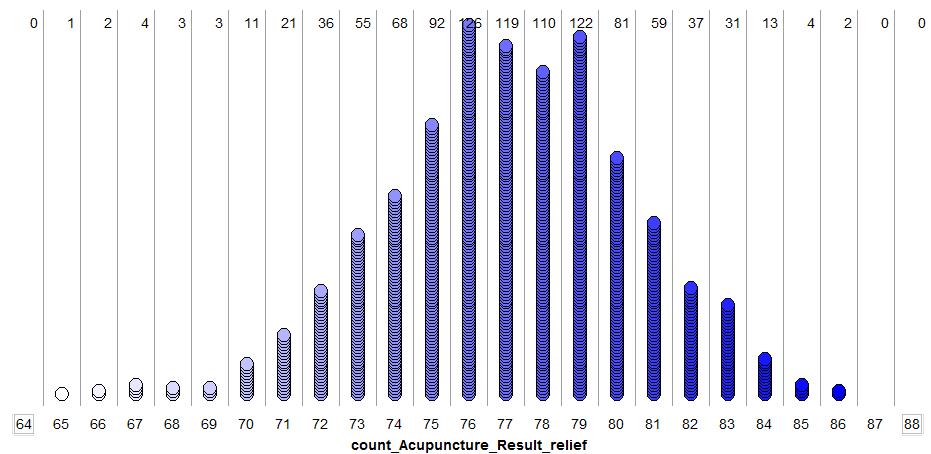 0 1 2 4 3 3 11 21 36 55 68 92 126 119 110 122 81 59 37 31 13 4 2 0 0
64 65 66 67 68 69 70 71 72 73 74 75 76 77 78 79 80 81 82 83 84 85 86 87 88
count_Acupuncture_Result_relief